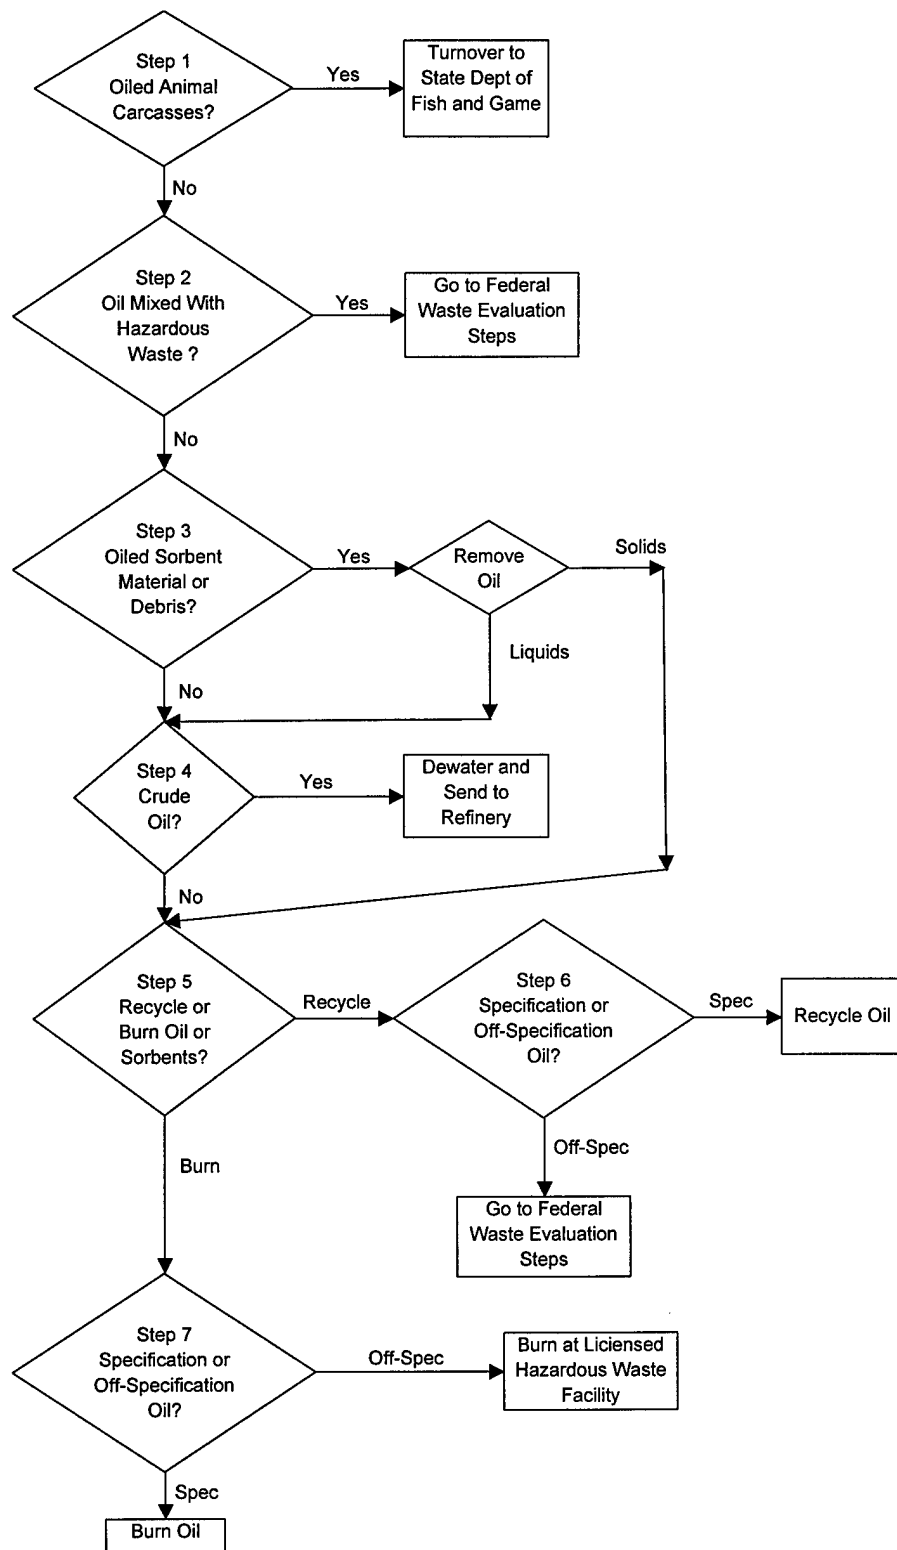 Step 1
Oiled Animal
Carcasses?
Yes
Turnover to
State Dept of
Fish and Game
No
Step 2
Oil Mixed With
Hazardous
Waste ?
Yes
Go to Federal
Waste Evaluation
Steps
No
Step 3
Oiled Sorbent
Material or
Debris?
Yes
Remove
Oil
Solids
Liquids
No
Step 4
Crude
Oil?
Yes
Dewater and
Send to
Refinery
No
Step 5
Recycle or
Burn Oil or
Sorbents?
Recycle
Step 6
Specification or
Off-Specification
Oil?
Spec
Recycle Oil
Off-Spec
Go to Federal
Waste Evaluation
Steps
Burn
Step 7
Specification or
Off-Specification
Oil?
Off-Spec
Burn at Liciensed
Hazardous Waste
Facility
Spec
Burn Oil